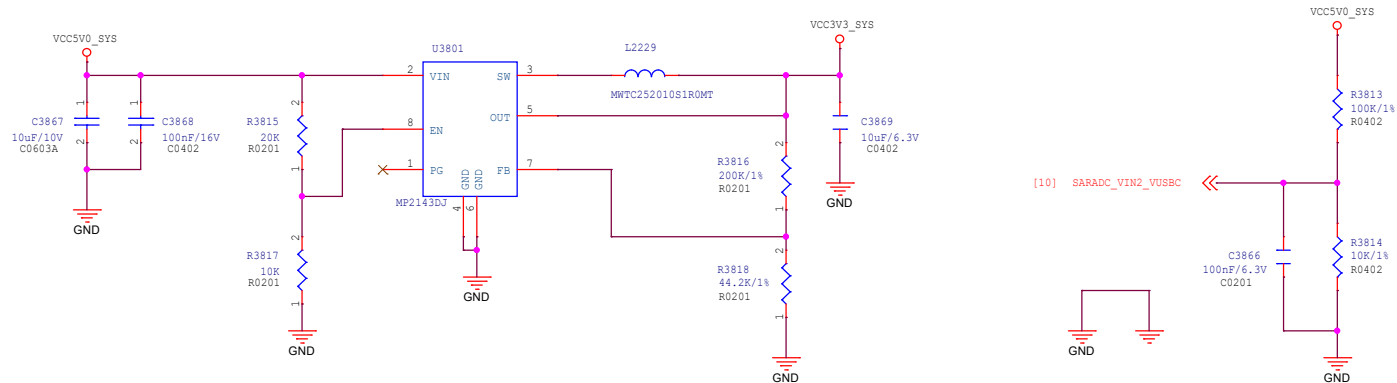 VCC5V0_SYS
C3867
10uF/10V
C0603A
1
2
C3868
100nF/16V
C0402
1
2
GND
R3815
20K
R0201
2
1
R3817
10K
R0201
2
1
GND
U3801
2 VIN
8 EN
1 PG
SW 3
OUT 5
FB 7
GND
GND
4
6
MP2143DJ
GND
L2229
MWTC252010S1R0MT
VCC3V3_SYS
C3869
10uF/6.3V
C0402
GND
R3816
200K/1%
R0201
2
1
R3818
44.2K/1%
R0201
2
1
GND
VCC5V0_SYS
R3813
100K/1%
R0402
[10] SARADC_VIN2_VUSBC
C3866
100nF/6.3V
C0201
R3814
10K/1%
R0402
GND
GND